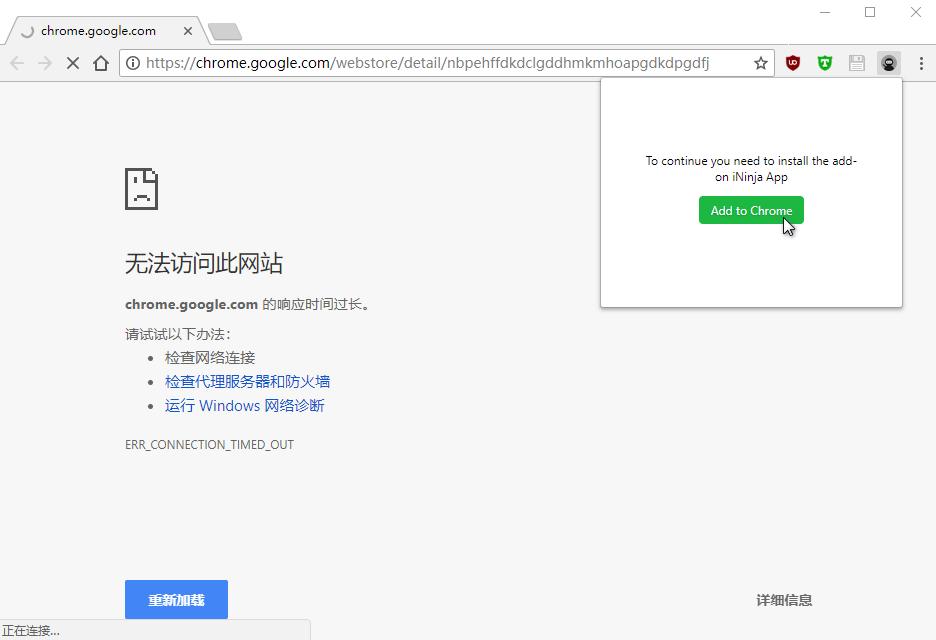 chrome.google.com
https://chrome.google.com/webstore/detail/nbpehffdkdclgddhmkmhoapgdkdpgdfj
To continue you need to install the add-
on iNinja App
Add to Chrome
无法访问此网站
chrome.google.com 的响应时间过长。
请试试以下办法：
检查网络连接
检查代理服务器和防火墙
运行 Windows 网络诊断
ERR_CONNECTION_TIMED_OUT
重新加载
详细信息
正在连接...